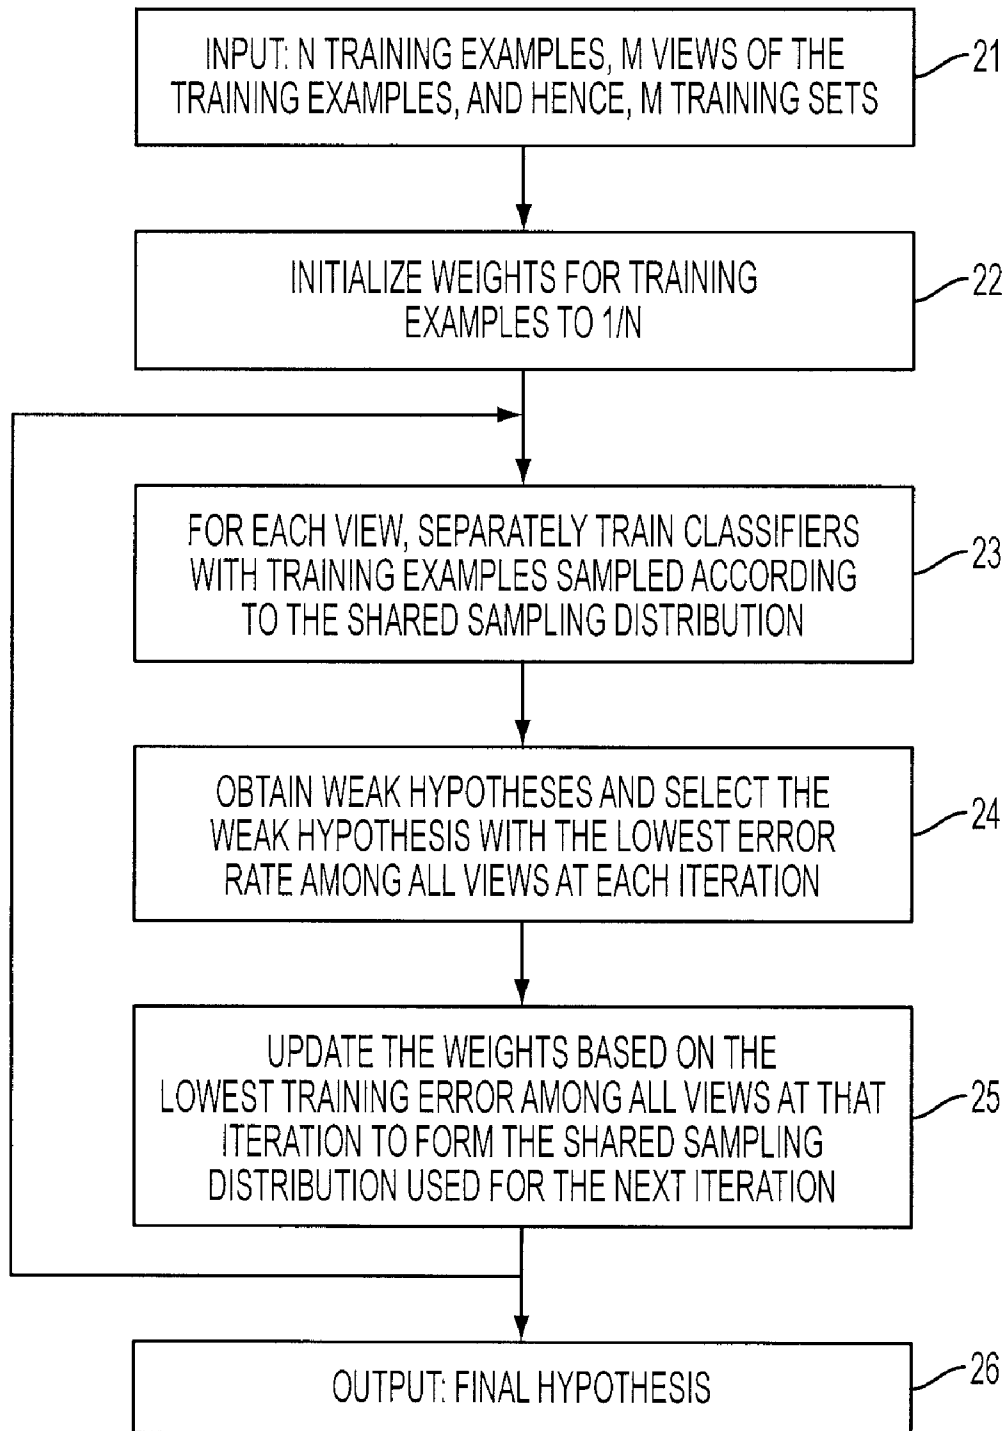 INPUT: N TRAINING EXAMPLES, M VIEWS OF THE
TRAINING EXAMPLES, AND HENCE, M TRAINING SETS
21
INITIALIZE WEIGHTS FOR TRAINING
EXAMPLES TO 1/N
22
FOR EACH VIEW, SEPARATELY TRAIN CLASSIFIERS
WITH TRAINING EXAMPLES SAMPLED ACCORDING
TO THE SHARED SAMPLING DISTRIBUTION
23
OBTAIN WEAK HYPOTHESES AND SELECT THE
WEAK HYPOTHESIS WITH THE LOWEST ERROR
RATE AMONG ALL VIEWS AT EACH ITERATION
24
UPDATE THE WEIGHTS BASED ON THE
LOWEST TRAINING ERROR AMONG ALL VIEWS AT THAT
ITERATION TO FORM THE SHARED SAMPLING
DISTRIBUTION USED FOR THE NEXT ITERATION
25
OUTPUT: FINAL HYPOTHESIS
26